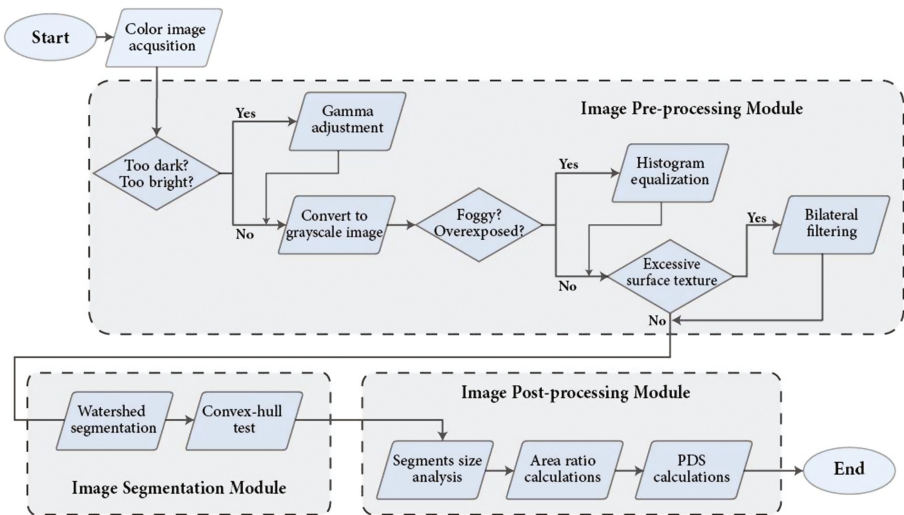 Start
Color image
acqusition
Image Pre-processing Module
Too dark?
Too bright?
Yes
Gamma
adjustment
No
Convert to
grayscale image
Foggy?
Overexposed?
Yes
Histogram
equalization
No
Excessive
surface texture
Yes
Bilateral
filtering
No
Watershed
segmentation
Convex-hull
test
Image Segmentation Module
Image Post-processing Module
Segments size
analysis
Area ratio
calculations
PDS
calculations
End